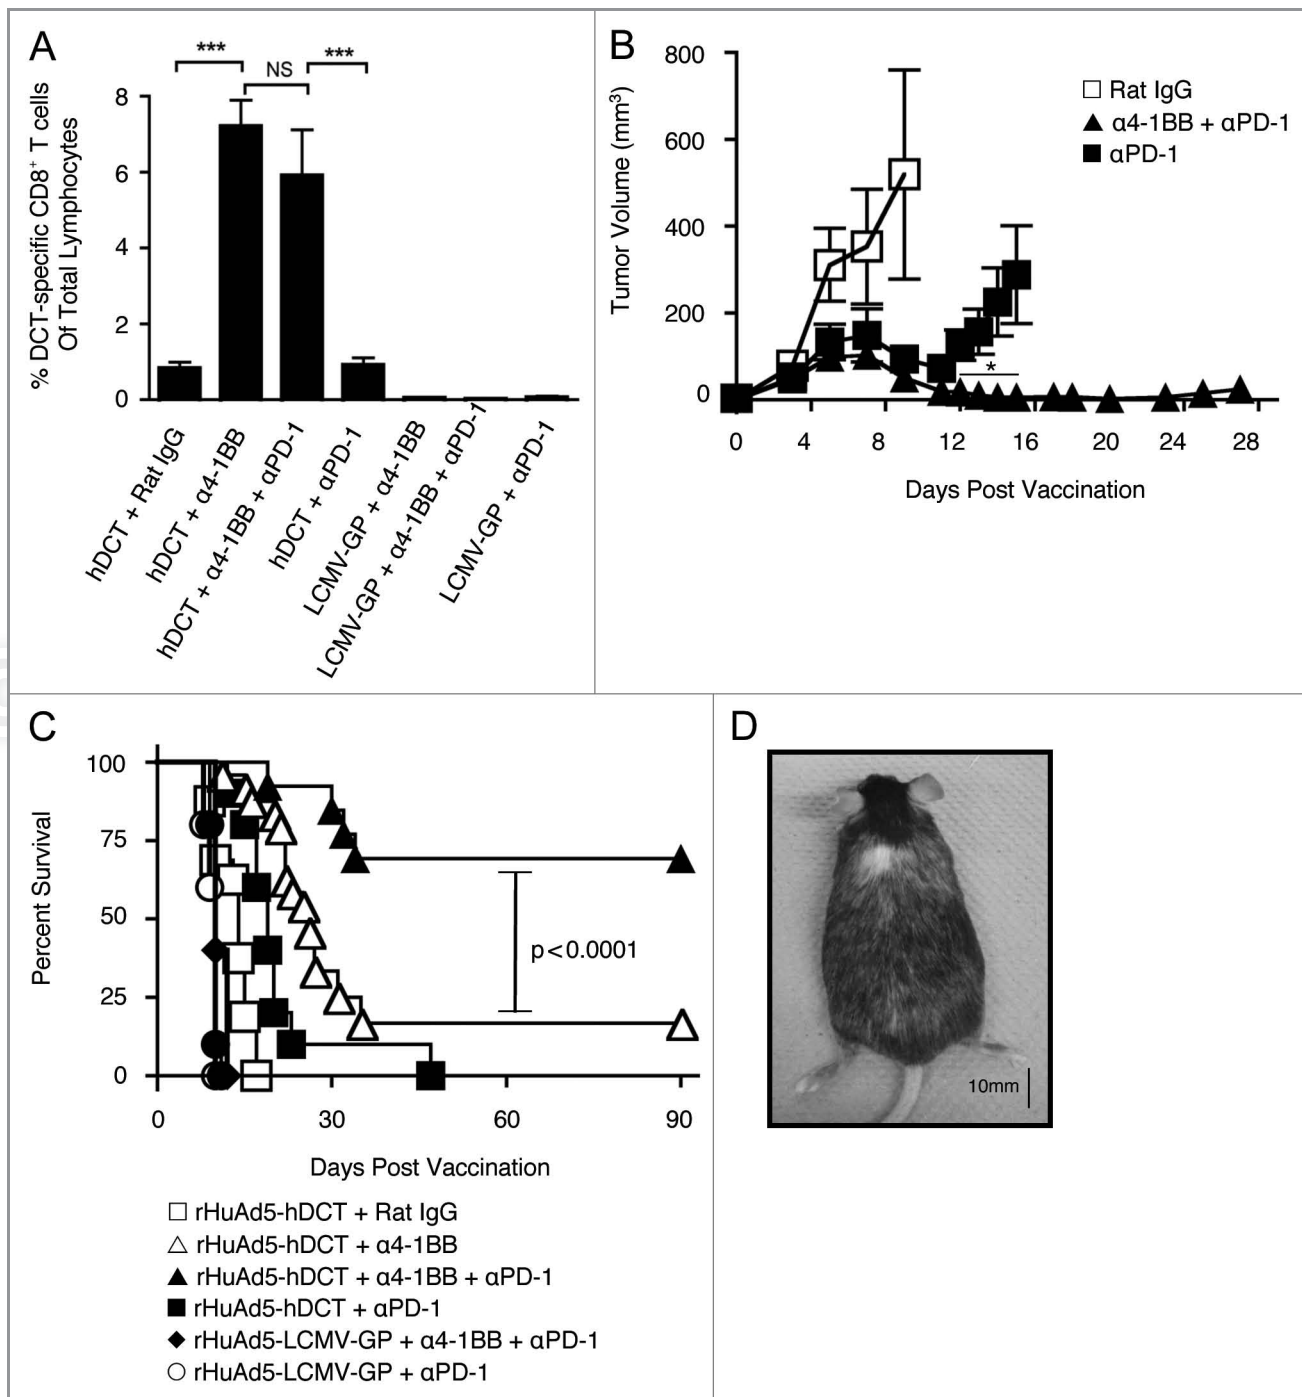 A
***
NS
***
% DCT-specific CD8+ T cells
Of Total Lymphocytes
8
6
4
2
0
hDCT + Rat IgG
hDCT + α4-1BB
hDCT + α4-1BB + αPD-1
hDCT + αPD-1
LCMV-GP + α4-1BB
LCMV-GP + α4-1BB + αPD-1
LCMV-GP + αPD-1
B
Tumor Volume (mm³)
800
600
400
200
0
Rat IgG
α4-1BB + αPD-1
αPD-1
*
0 4 8 12 16 20 24 28
Days Post Vaccination
C
Percent Survival
100
75
50
25
0
p<0.0001
0 30 60 90
Days Post Vaccination
rHuAd5-hDCT + Rat IgG
rHuAd5-hDCT + α4-1BB
rHuAd5-hDCT + α4-1BB + αPD-1
rHuAd5-hDCT + αPD-1
rHuAd5-LCMV-GP + α4-1BB + αPD-1
rHuAd5-LCMV-GP + αPD-1
D
10mm